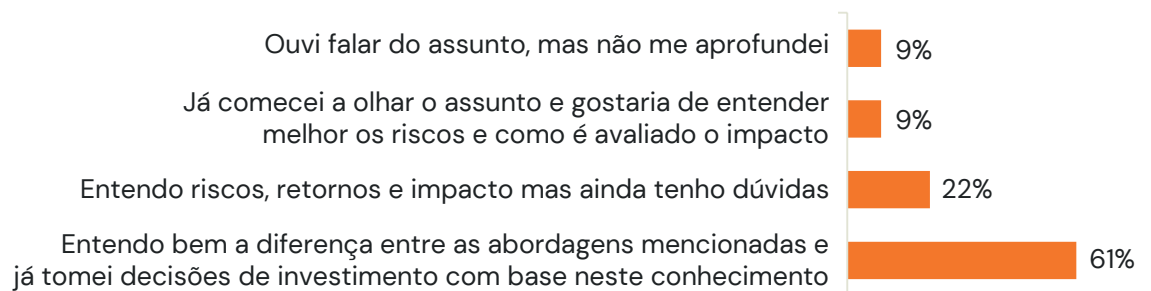 Ouvi falar do assunto, mas não me aprofundei
9%
Já comecei a olhar o assunto e gostaria de entender
melhor os riscos e como é avaliado o impacto
9%
Entendo riscos, retornos e impacto mas ainda tenho dúvidas
22%
Entendo bem a diferença entre as abordagens mencionadas e
já tomei decisões de investimento com base neste conhecimento
61%